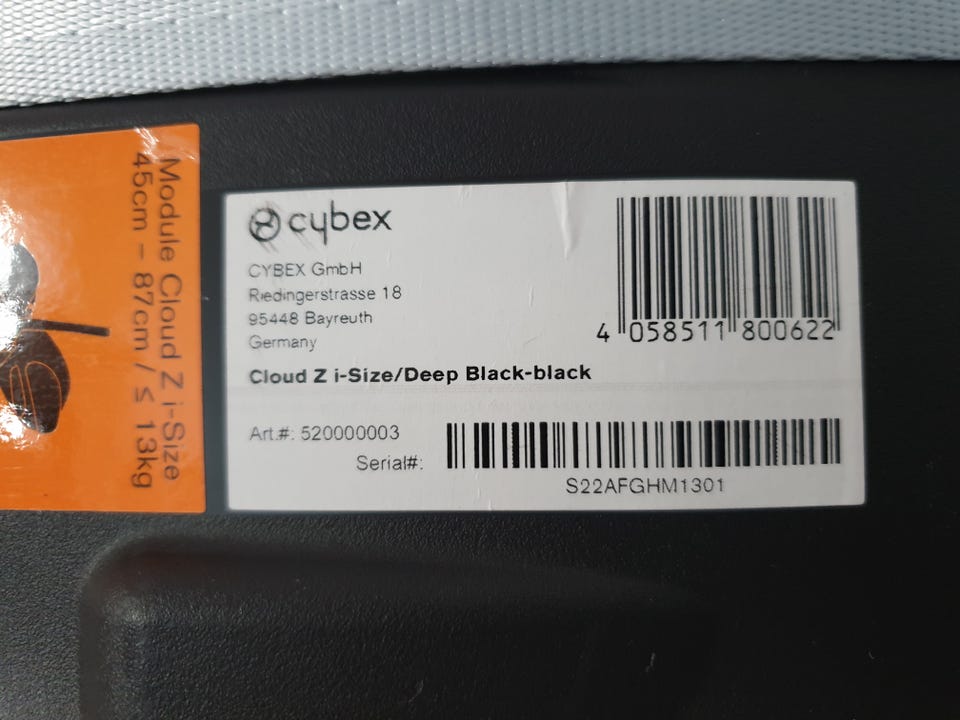 Module Cloud Z i-Size
45cm - 87cm / ≤ 13kg
cybex
CYBEX GmbH
Riedingerstrasse 18
95448 Bayreuth
Germany
4 058511 800622
Cloud Z i-Size/Deep Black-black
Art.#: 520000003
Serial#:
S22AFGHM1301